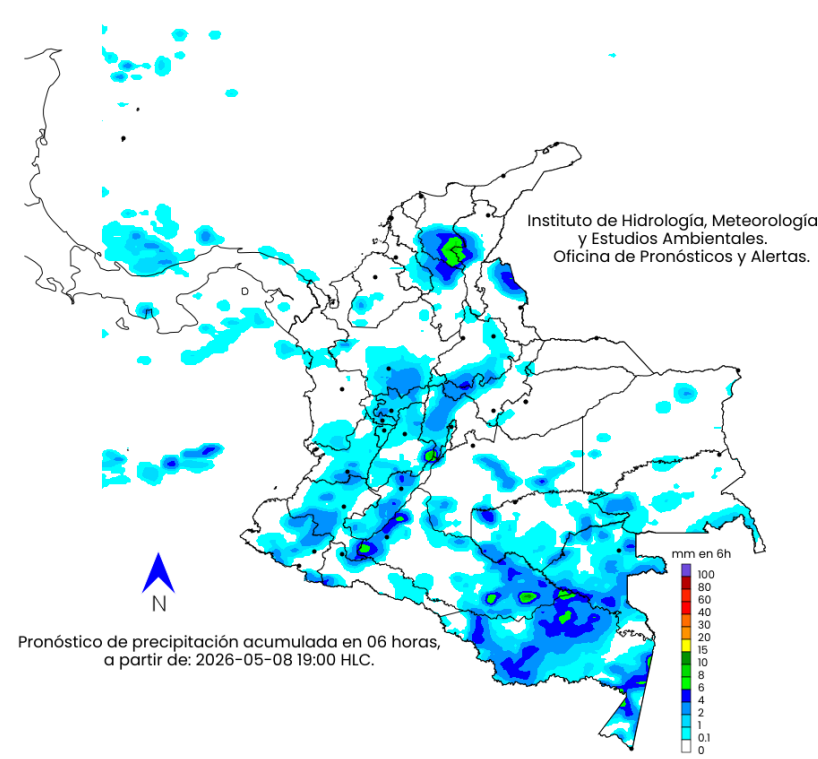 Instituto de Hidrología, Meteorología
y Estudios Ambientales.
Oficina de Pronósticos y Alertas.
mm en 6h
100
80
60
40
30
20
15
10
8
6
4
2
1
0.1
0
N
Pronóstico de precipitación acumulada en 06 horas,
a partir de: 2026-05-08 19:00 HLC.